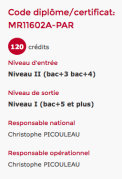 Code diplôme/certificat:
MR11602A-PAR
120 crédits
Niveau d'entrée
Niveau II (bac+3 bac+4)
Niveau de sortie
Niveau I (bac+5 et plus)
Responsable national
Christophe PICOULEAU
Responsable opérationnel
Christophe PICOULEAU